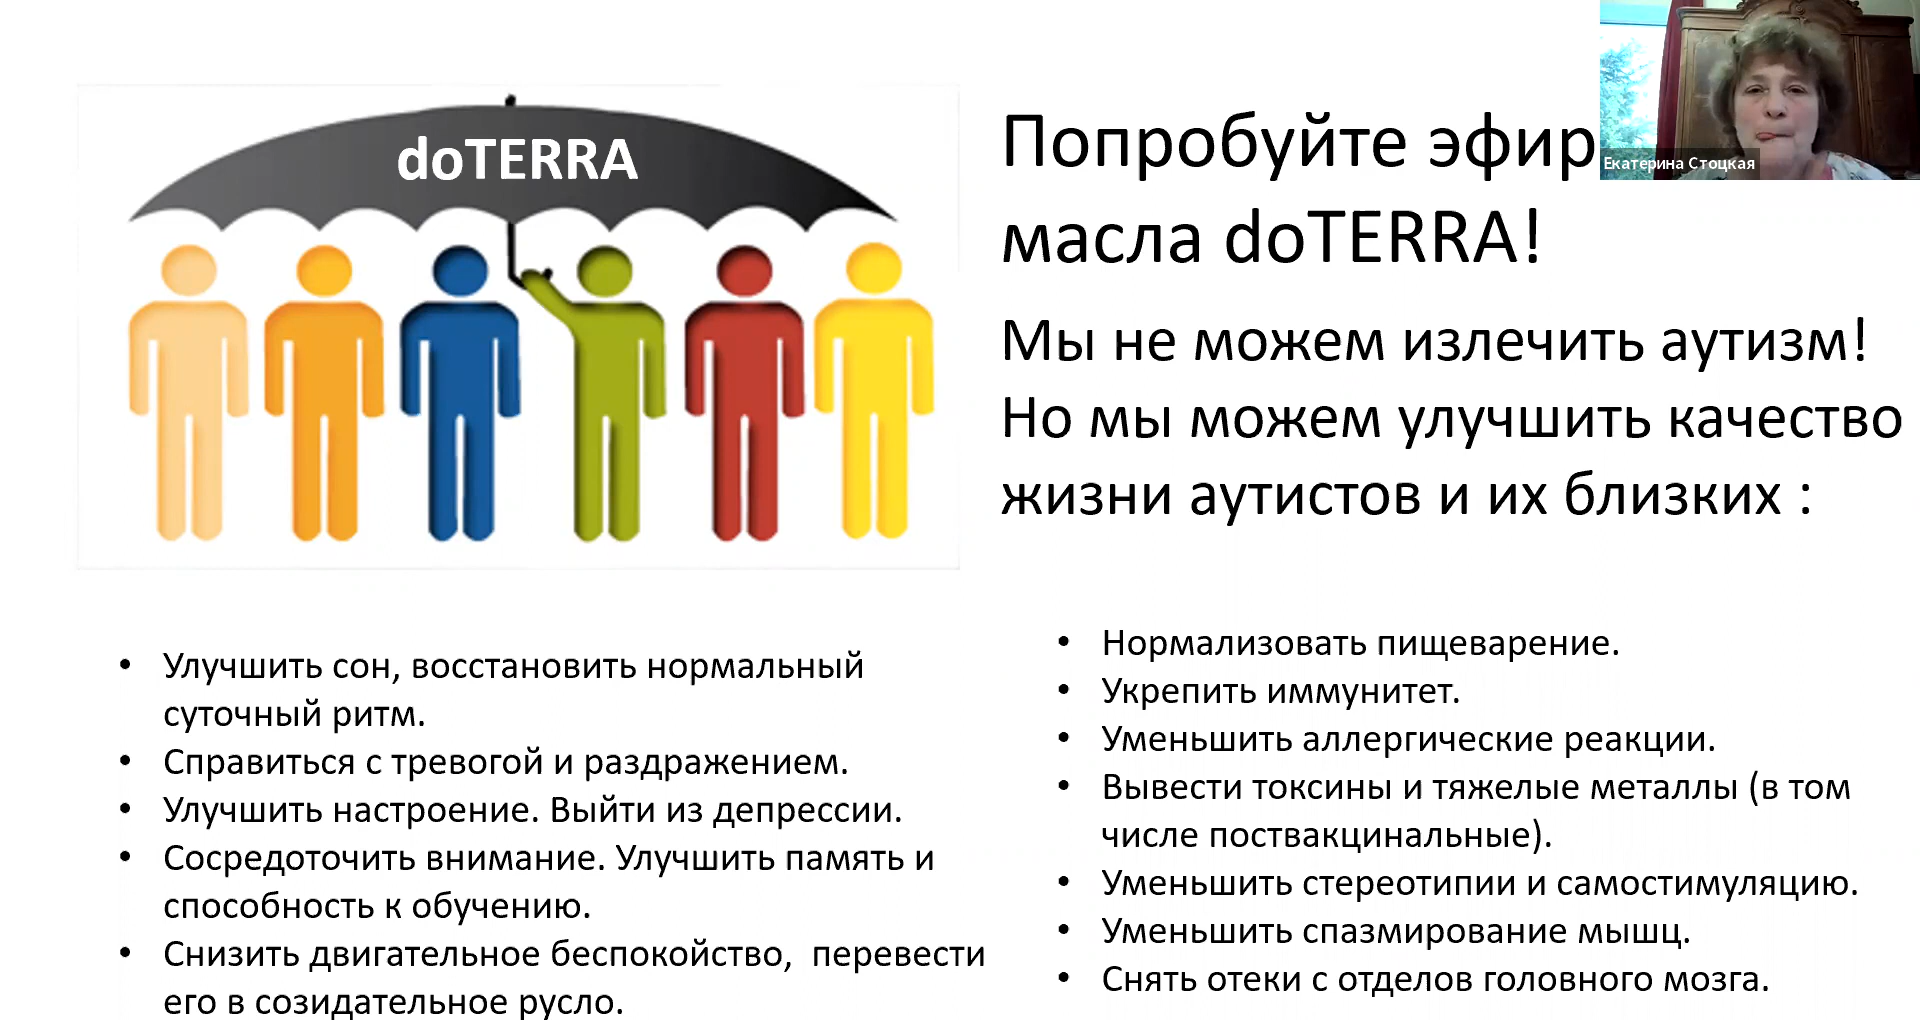 doTERRA
Попробуйте эфир
масла doTERRA!
Екатерина Стоцкая
Мы не можем излечить аутизм!
Но мы можем улучшить качество
жизни аутистов и их близких :
• Улучшить сон, восстановить нормальный
суточный ритм.
• Справиться с тревогой и раздражением.
• Улучшить настроение. Выйти из депрессии.
• Сосредоточить внимание. Улучшить память и
способность к обучению.
• Снизить двигательное беспокойство, перевести
его в созидательное русло.
• Нормализовать пищеварение.
• Укрепить иммунитет.
• Уменьшить аллергические реакции.
• Вывести токсины и тяжелые металлы (в том
числе поствакцинальные).
• Уменьшить стереотипии и самостимуляцию.
• Уменьшить спазмирование мышц.
• Снять отеки с отделов головного мозга.